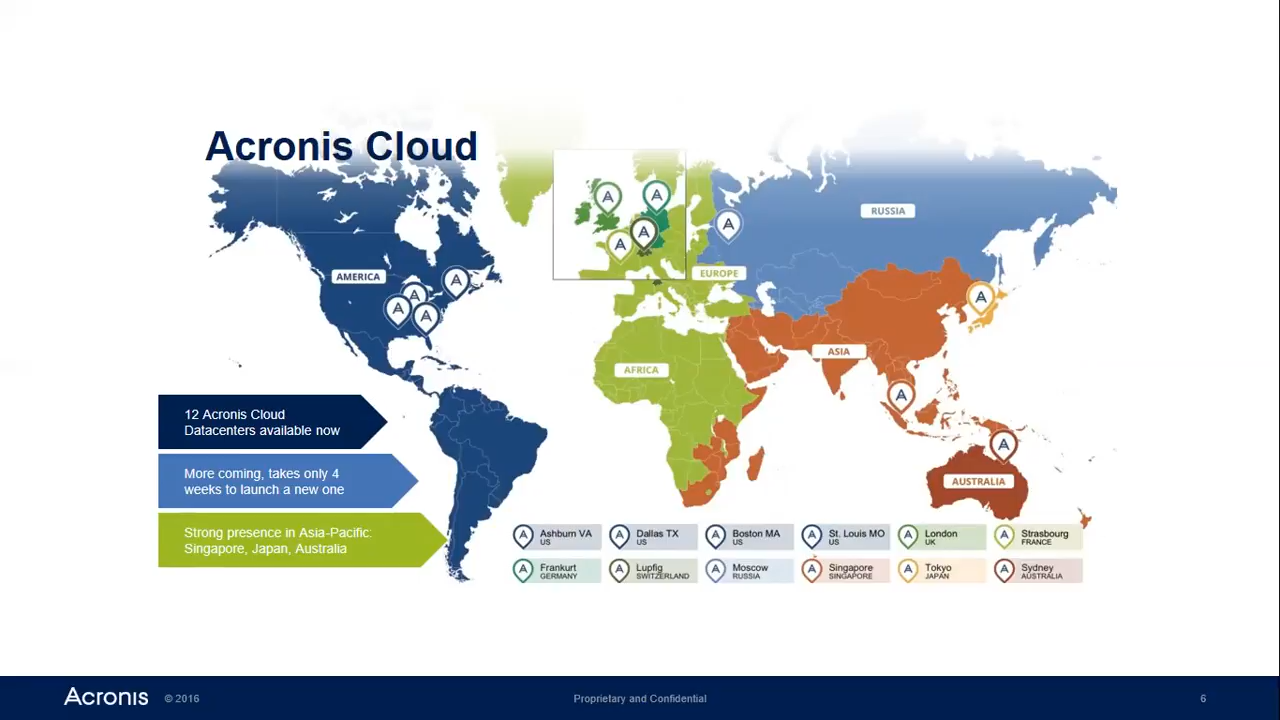 Acronis Cloud
RUSSIA
AMERICA
EUROPE
ASIA
AFRICA
AUSTRALIA
12 Acronis Cloud
Datacenters available now
More coming, takes only 4
weeks to launch a new one
Strong presence in Asia-Pacific:
Singapore, Japan, Australia
Ashburn VA
US
Dallas TX
US
Boston MA
US
St. Louis MO
US
London
UK
Strasbourg
FRANCE
Frankurt
GERMANY
Lupfig
SWITZERLAND
Moscow
RUSSIA
Singapore
SINGAPORE
Tokyo
JAPAN
Sydney
AUSTRALIA
Acronis © 2016 Proprietary and Confidential 6